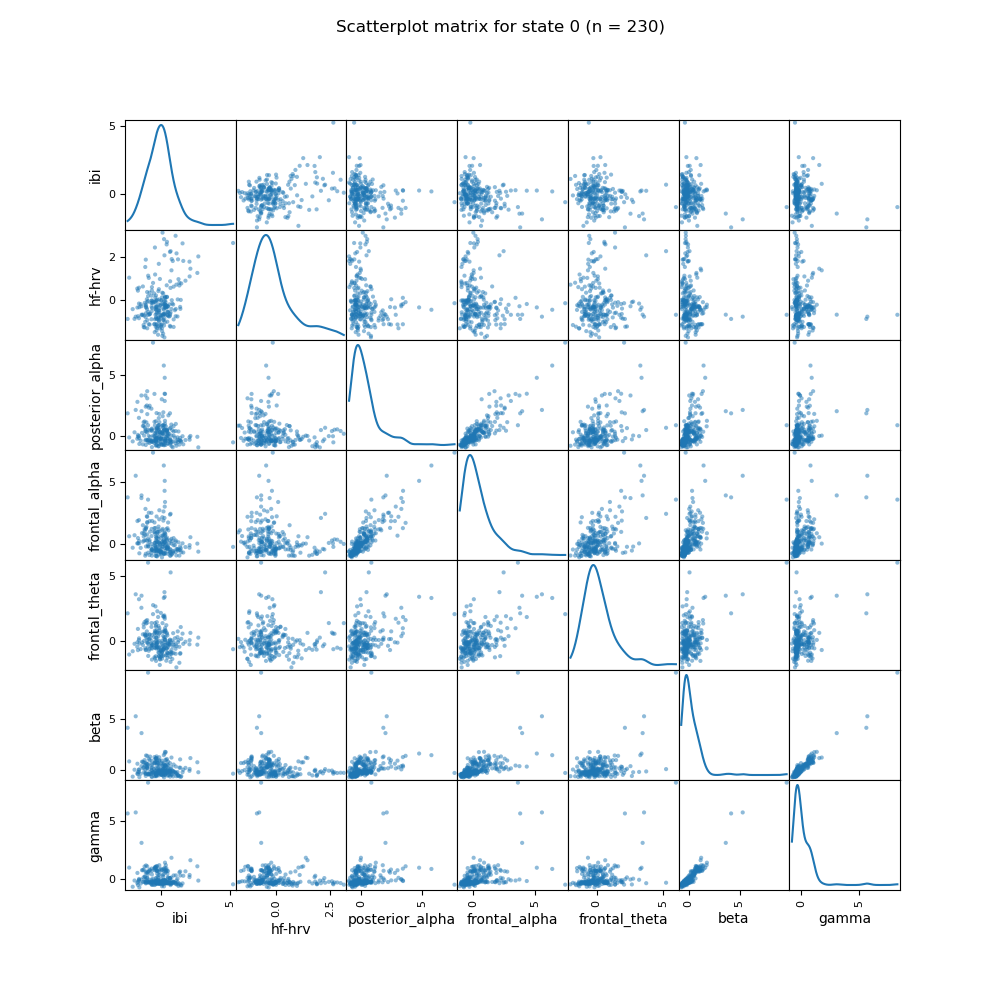 Scatterplot matrix for state 0 (n = 230)
5
0
ibi
2
0
hf-hrv
5
0
posterior_alpha
5
0
frontal_alpha
5
0
frontal_theta
5
0
beta
5
0
gamma
0 5 0.0 2.5 0 5 0 5 0 5 0 5 0 5
ibi hf-hrv posterior_alpha frontal_alpha frontal_theta beta gamma